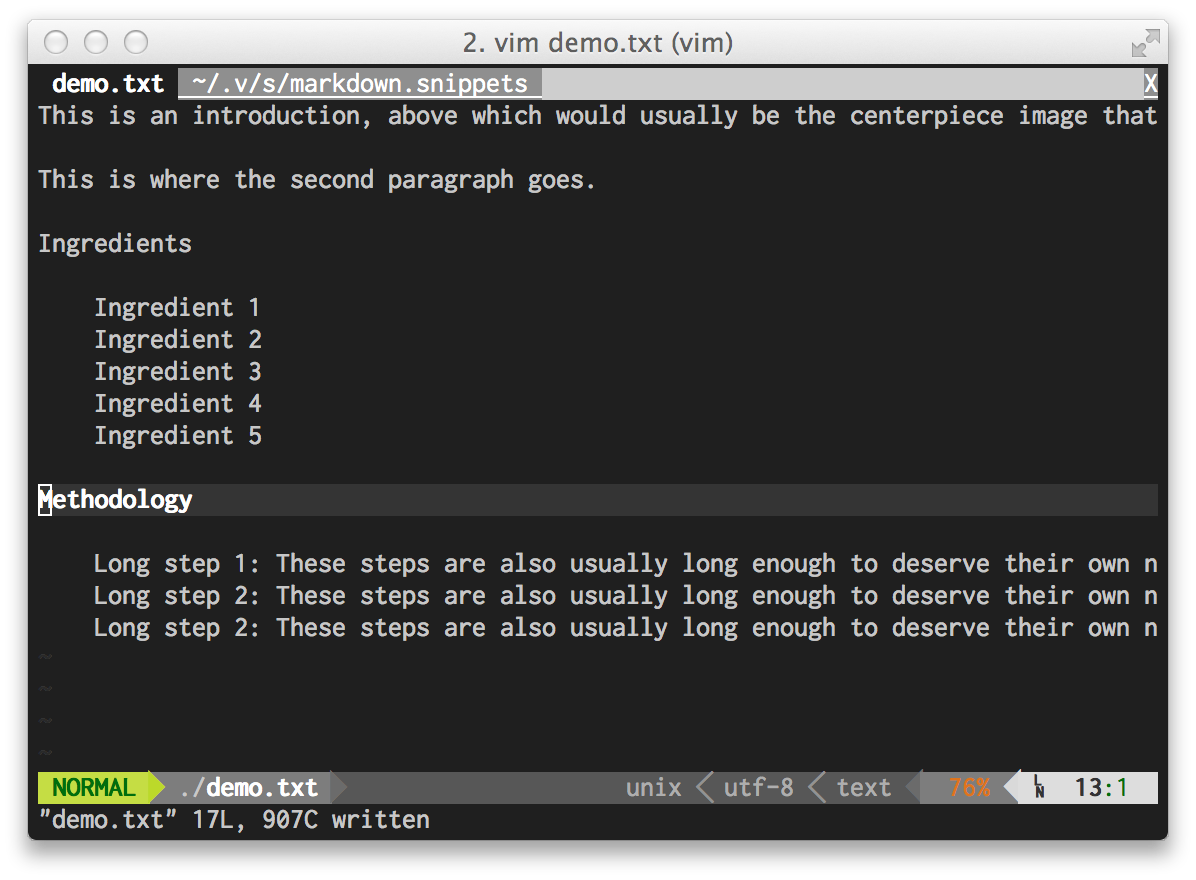 2. vim demo.txt (vim)
demo.txt ~/.v/s/markdown.snippets X
This is an introduction, above which would usually be the centerpiece image that
This is where the second paragraph goes.
Ingredients
Ingredient 1
Ingredient 2
Ingredient 3
Ingredient 4
Ingredient 5
Methodology
Long step 1: These steps are also usually long enough to deserve their own n
Long step 2: These steps are also usually long enough to deserve their own n
Long step 2: These steps are also usually long enough to deserve their own n
~
~
~
~
NORMAL ./demo.txt unix utf-8 text 76% LN 13:1
"demo.txt" 17L, 907C written